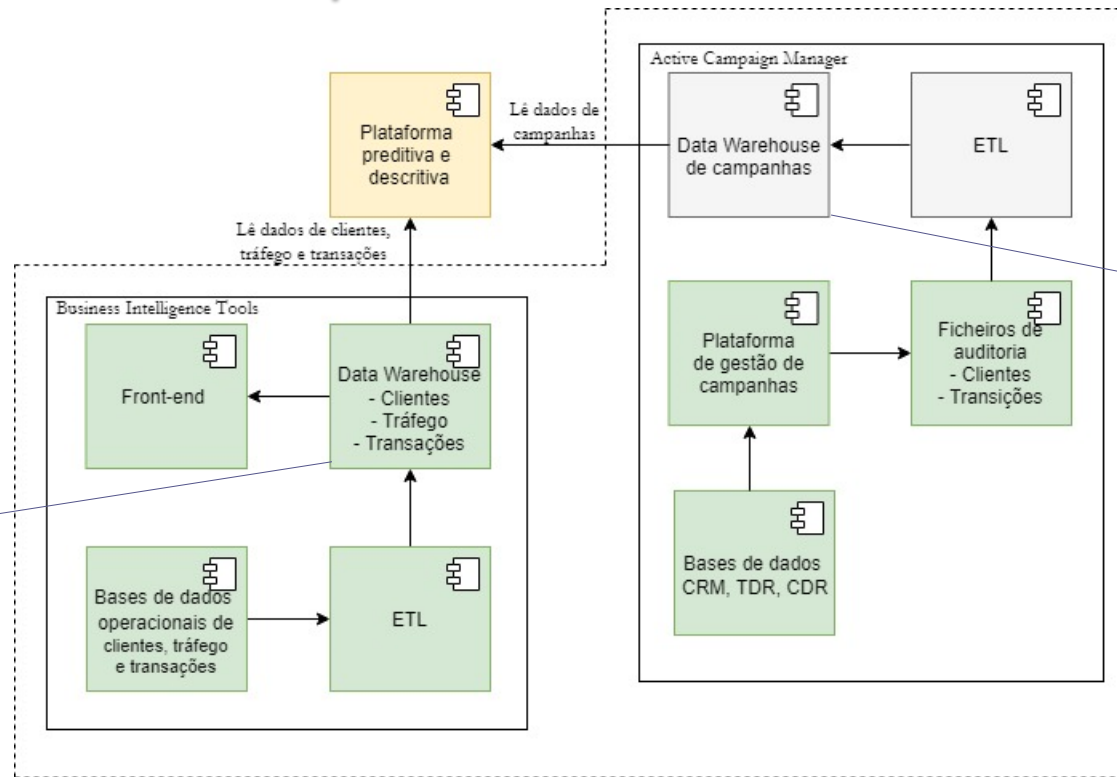 Active Campaign Manager
Plataforma
preditiva e
descritiva
Lê dados de
campanhas
Data Warehouse
de campanhas
ETL
Lê dados de clientes,
tráfego e transações
Plataforma
de gestão de
campanhas
Ficheiros de
auditoria
- Clientes
- Transições
Bases de dados
CRM, TDR, CDR
Business Intelligence Tools
Front-end
Data Warehouse
- Clientes
- Tráfego
- Transações
Bases de dados
operacionais de
clientes, tráfego
e transações
ETL